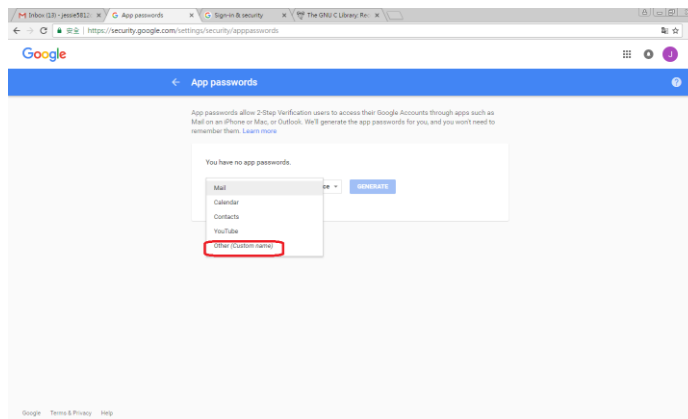 Inbox (13) - jesse5812
App passwords
Sign-in & security
The GNU C Library: Re
安全 | https://security.google.com/settings/security/apppasswords
Google
J
App passwords
App passwords allow 2-Step Verification users to access their Google Accounts through apps such as
Mail on an iPhone or Mac, or Outlook. We'll generate the app passwords for you, and you won't need to
remember them. Learn more
You have no app passwords.
Mail
GENERATE
Calendar
Contacts
YouTube
Other (Custom name)
Google Terms & Privacy Help